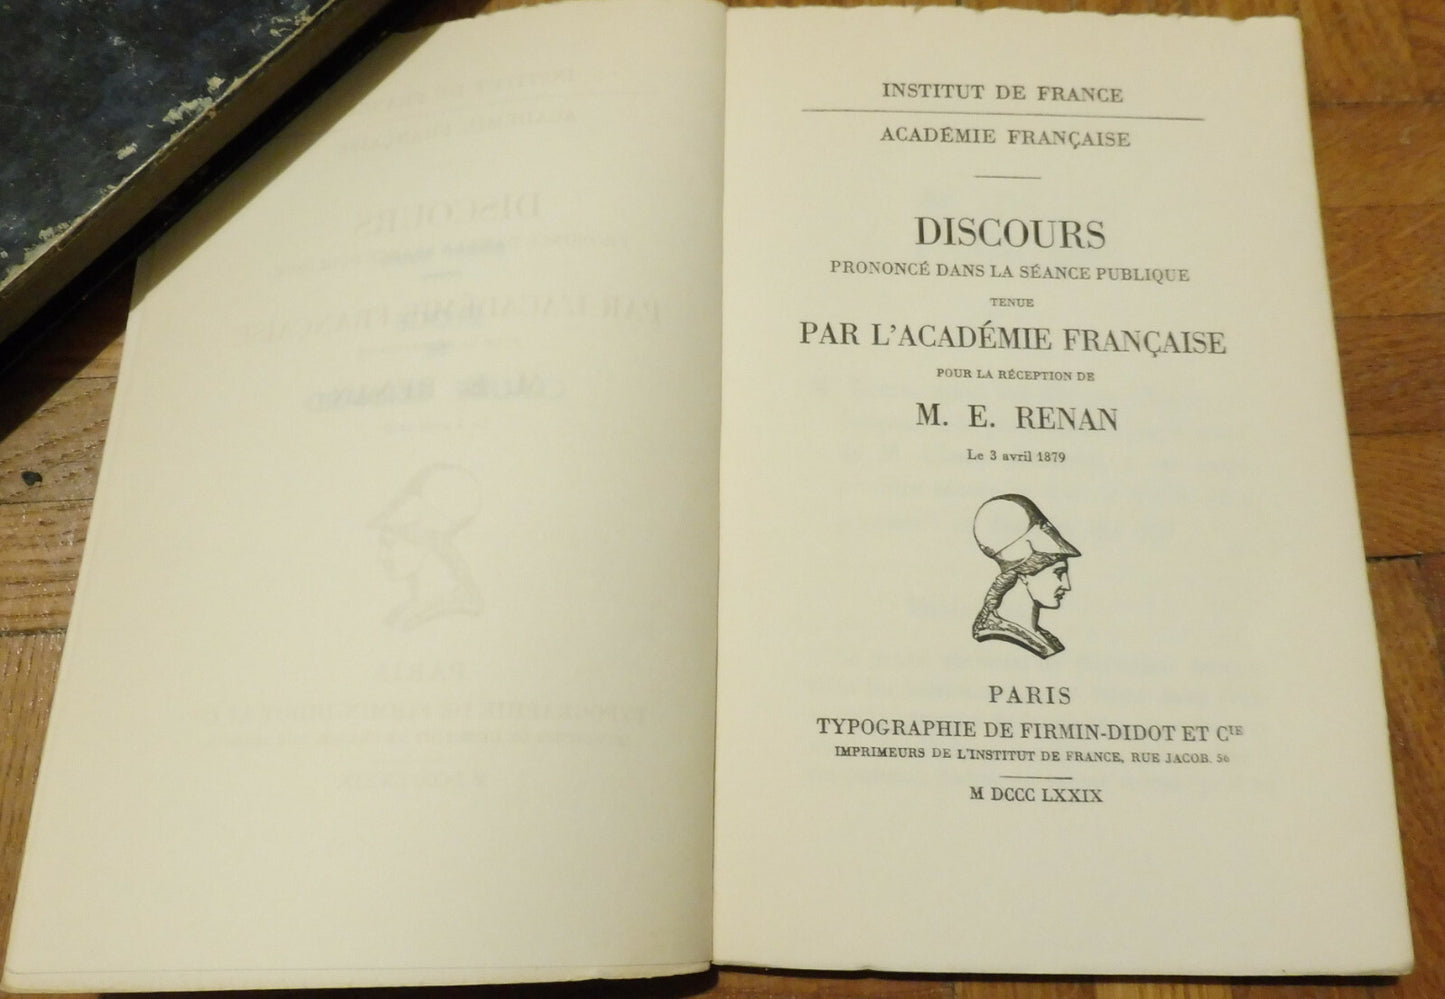 INSTITUT DE FRANCE
ACADÉMIE FRANÇAISE
DISCOURS
PRONONCÉ DANS LA SÉANCE PUBLIQUE
TENUE
PAR L'ACADÉMIE FRANÇAISE
POUR LA RÉCEPTION DE
M. E. RENAN
Le 3 avril 1879
PARIS
TYPOGRAPHIE DE FIRMIN-DIDOT ET CIE
IMPRIMEURS DE L'INSTITUT DE FRANCE, RUE JACOB. 56
M DCCC LXXIX